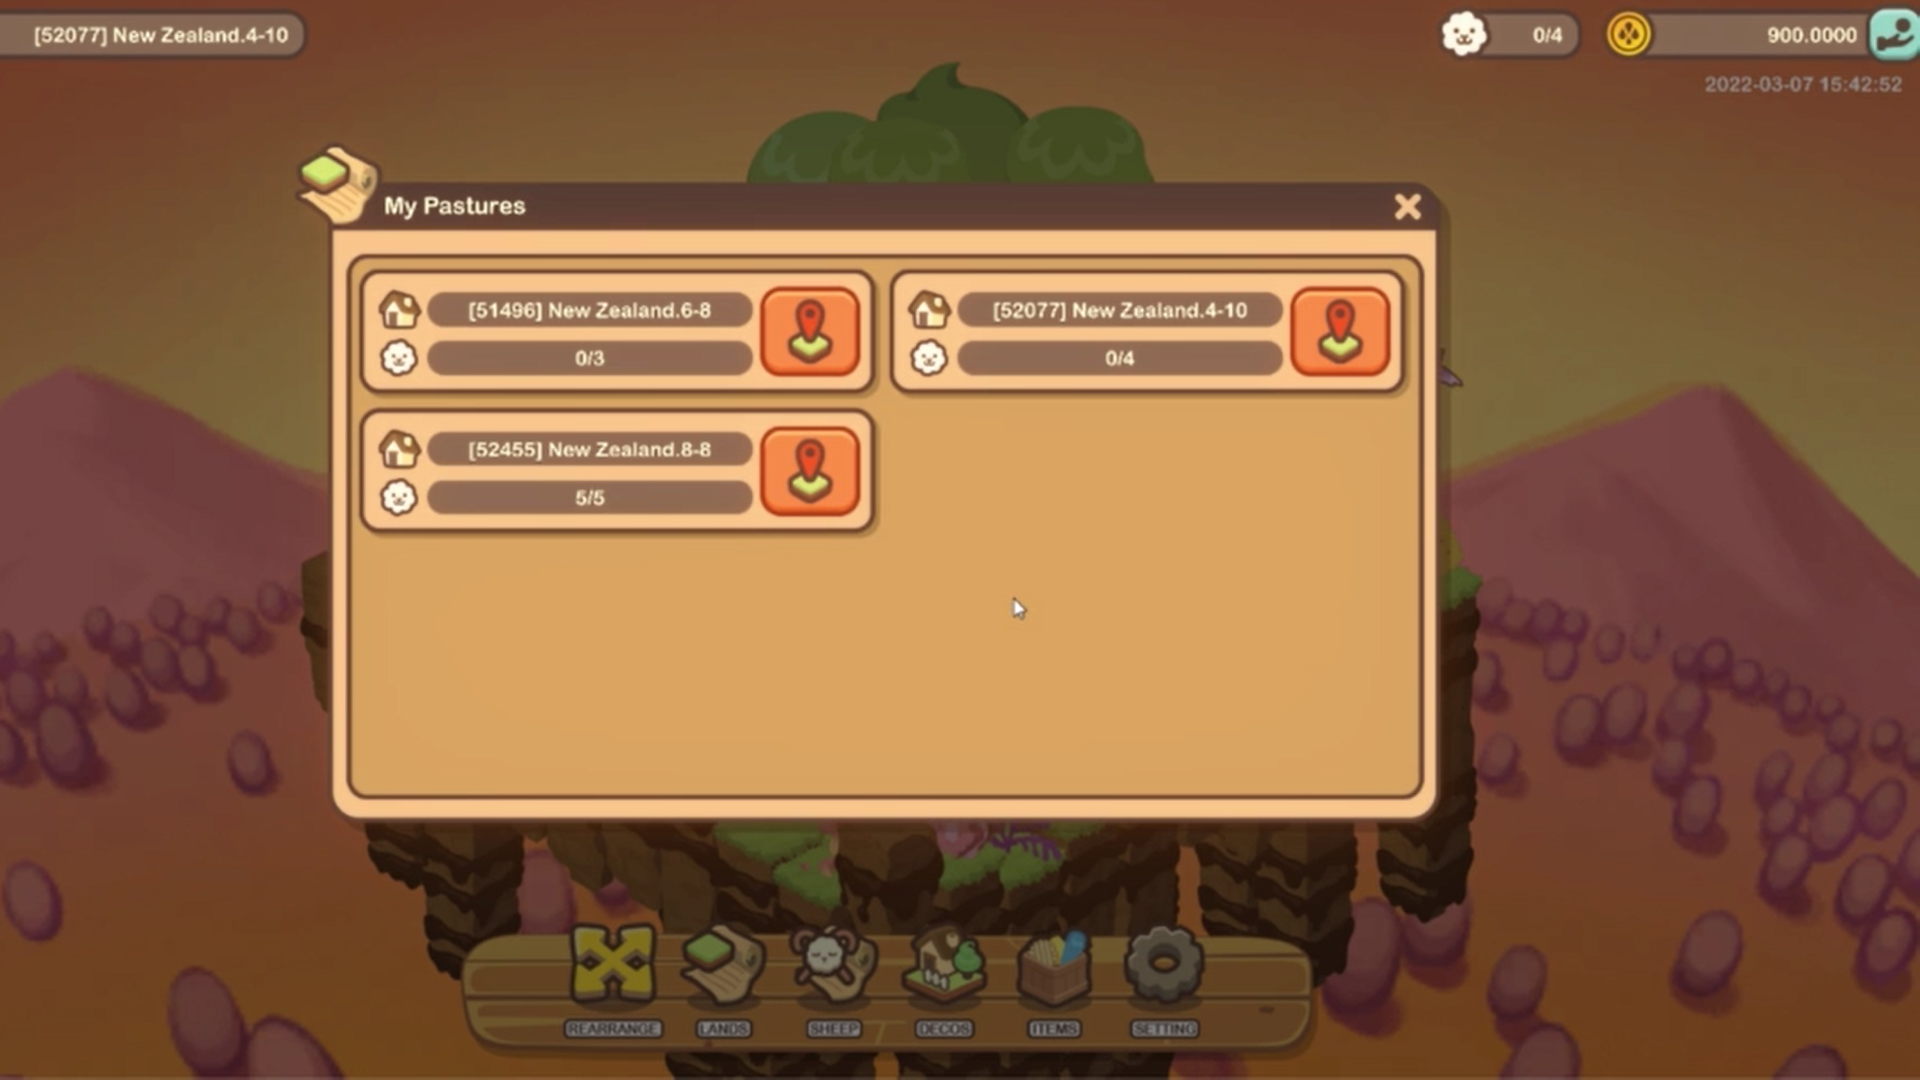 [52077] New Zealand.4-10
0/4
900.0000
2022-03-07 15:42:52
My Pastures
[51496] New Zealand.6-8
0/3
[52077] New Zealand.4-10
0/4
[52455] New Zealand.8-8
5/5
REARRANGE
LANDS
SHEEP
DECOS
ITEMS
SETTING